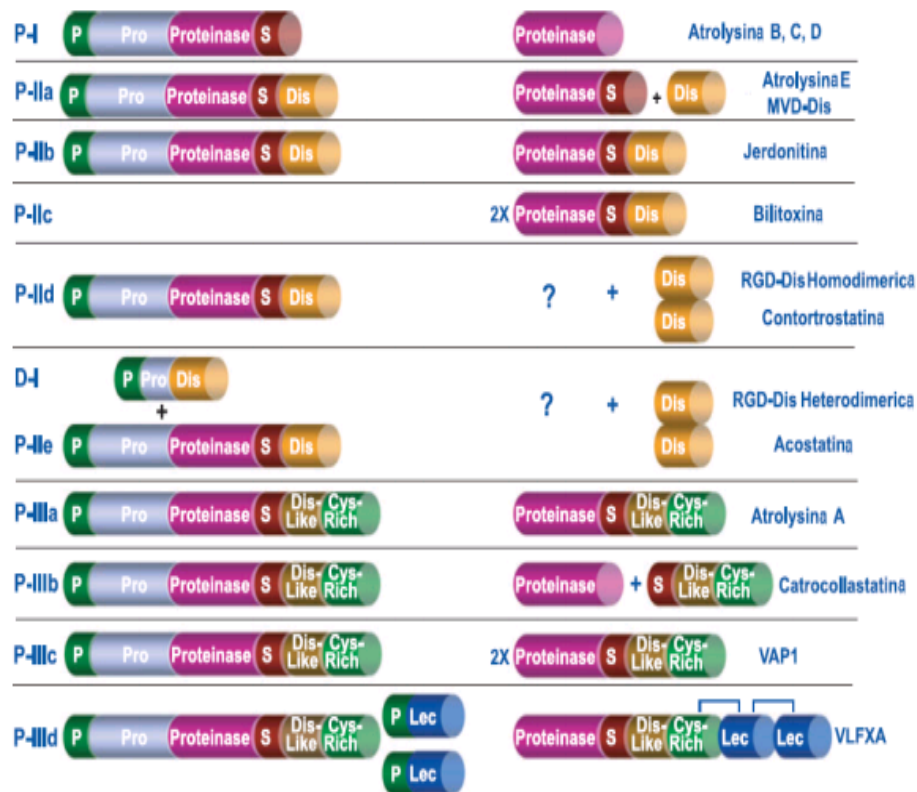 P-I P Pro Proteinase S Proteinase Atrolysina B, C, D
P-IIa P Pro Proteinase S Dis Proteinase S + Dis Atrolysina E
MVD-Dis
P-IIb P Pro Proteinase S Dis Proteinase S Dis Jerdonitina
P-IIc 2X Proteinase S Dis Bilitoxina
P-IId P Pro Proteinase S Dis ? + Dis RGD-Dis Homodimerica
Dis Contortrostatina
D-I P Pro Dis
+ ? + Dis RGD-Dis Heterodimerica
P-IIe P Pro Proteinase S Dis Dis Acostatina
P-IIIa P Pro Proteinase S Dis-Like Cys-Rich Proteinase S Dis-Like Cys-Rich Atrolysina A
P-IIIb P Pro Proteinase S Dis-Like Cys-Rich Proteinase + S Dis-Like Cys-Rich Catrocollastatina
P-IIIc P Pro Proteinase S Dis-Like Cys-Rich 2X Proteinase S Dis-Like Cys-Rich VAP1
P Lec
P-IIId P Pro Proteinase S Dis-Like Cys-Rich Proteinase S Dis-Like Cys-Rich Lec Lec VLFXA
P Lec